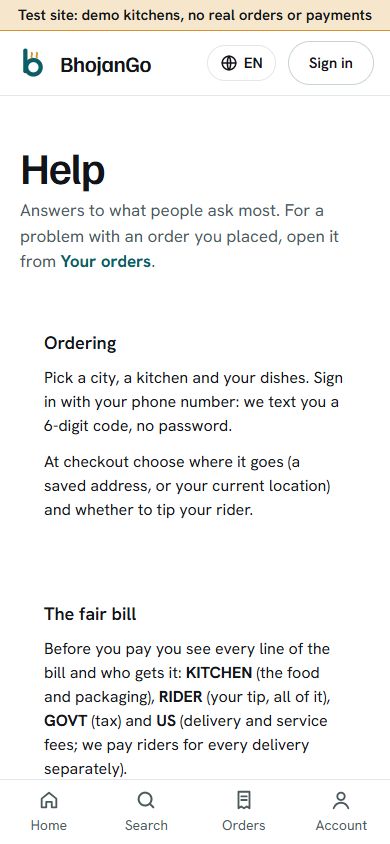 Test site: demo kitchens, no real orders or payments
BhojanGo
EN
Sign in
Help
Answers to what people ask most. For a
problem with an order you placed, open it
from Your orders.
Ordering
Pick a city, a kitchen and your dishes. Sign
in with your phone number: we text you a
6-digit code, no password.
At checkout choose where it goes (a
saved address, or your current location)
and whether to tip your rider.
The fair bill
Before you pay you see every line of the
bill and who gets it: KITCHEN (the food
and packaging), RIDER (your tip, all of it),
GOVT (tax) and US (delivery and service
fees; we pay riders for every delivery
separately).
Home
Search
Orders
Account